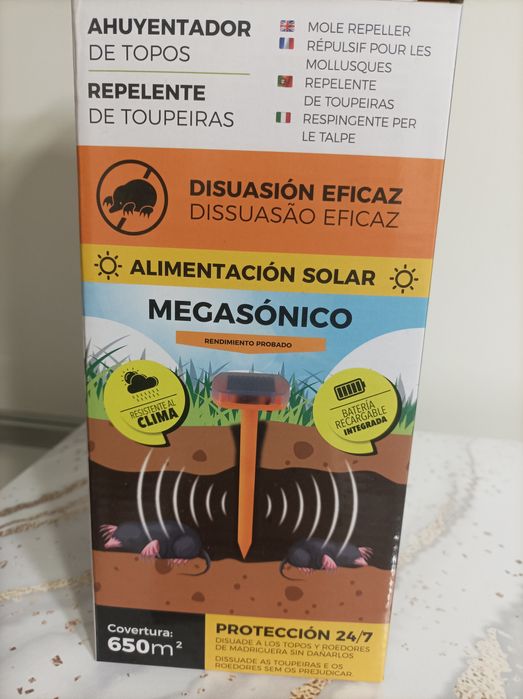 AHUYENTADOR
DE TOPOS
REPELENTE
DE TOUPEIRAS
MOLE REPELLER
RÉPULSIF POUR LES
MOLLUSQUES
REPELENTE
DE TOUPEIRAS
RESPINGENTE PER
LE TALPE
DISUASIÓN EFICAZ
DISSUASÃO EFICAZ
ALIMENTACIÓN SOLAR
MEGASÓNICO
RENDIMIENTO PROBADO
RESISTENTE AL
CLIMA
BATERÍA
RECARGABLE
INTEGRADA
Covertura:
650m²
PROTECCIÓN 24/7
DISUADE A LOS TOPOS Y ROEDORES
DE MADRIGUERA SIN DAÑARLOS
DISSUADE AS TOUPEIRAS E OS
ROEDORES SEM OS PREJUDICAR.